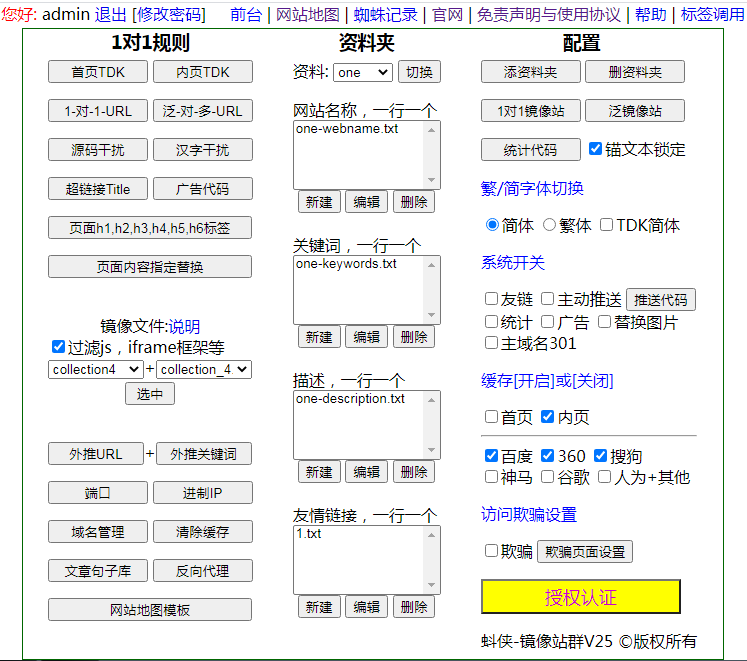 您好: admin 退出 [修改密码] 前台 | 网站地图 | 蜘蛛记录 | 官网 | 免责声明与使用协议 | 帮助 | 标签调用
1对1规则
首页TDK 内页TDK
1-对-1-URL 泛-对-多-URL
源码干扰 汉字干扰
超链接Title 广告代码
页面h1,h2,h3,h4,h5,h6标签
页面内容指定替换
镜像文件:说明
过滤js，iframe框架等
collection4 + collection_4.
选中
外推URL + 外推关键词
端口 进制IP
域名管理 清除缓存
文章句子库 反向代理
网站地图模板
资料夹
资料: one 切换
网站名称，一行一个
one-webname.txt
新建 编辑 删除
关键词，一行一个
one-keywords.txt
新建 编辑 删除
描述，一行一个
one-description.txt
新建 编辑 删除
友情链接，一行一个
1.txt
新建 编辑 删除
配置
添资料夹 删资料夹
1对1镜像站 泛镜像站
统计代码 锚文本锁定
繁/简字体切换
简体 繁体 TDK简体
系统开关
友链 主动推送 推送代码
统计 广告 替换图片
主域名301
缓存[开启]或[关闭]
首页 内页
百度 360 搜狗
神马 谷歌 人为+其他
访问欺骗设置
欺骗 欺骗页面设置
授权认证
蚪侠-镜像站群V25 ©版权所有